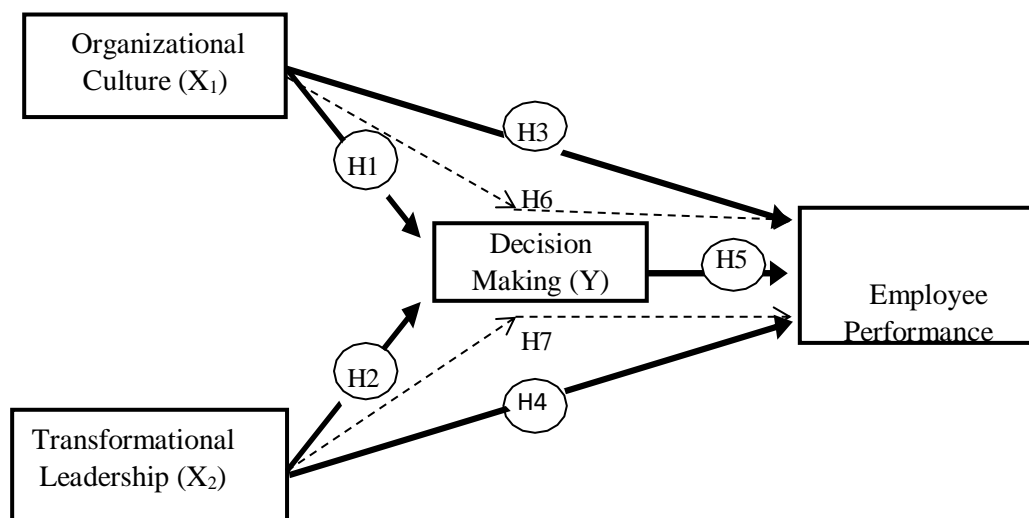 Organizational
Culture (X₁)
H3
H1
H6
Decision
Making (Y)
H5
Employee
Performance
H7
H2
H4
Transformational
Leadership (X₂)